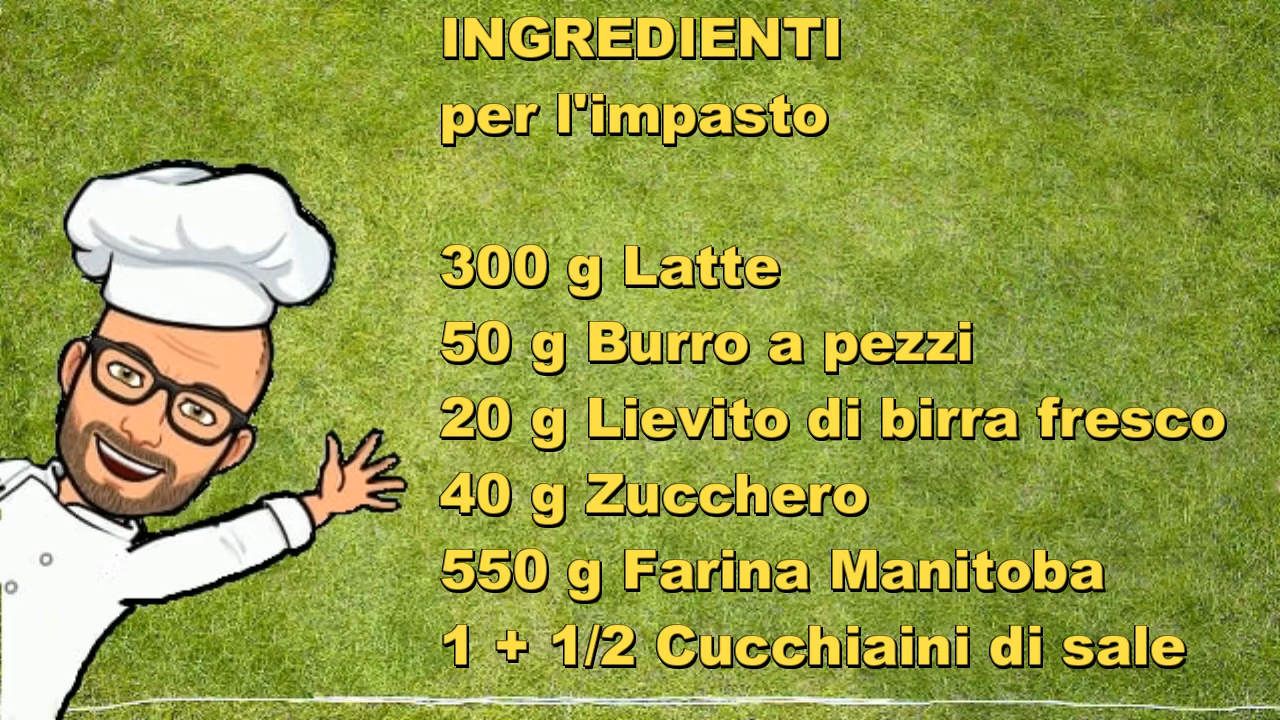 INGREDIENTI
per l'impasto
300 g Latte
50 g Burro a pezzi
20 g Lievito di birra fresco
40 g Zucchero
550 g Farina Manitoba
1 + 1/2 Cucchiaini di sale